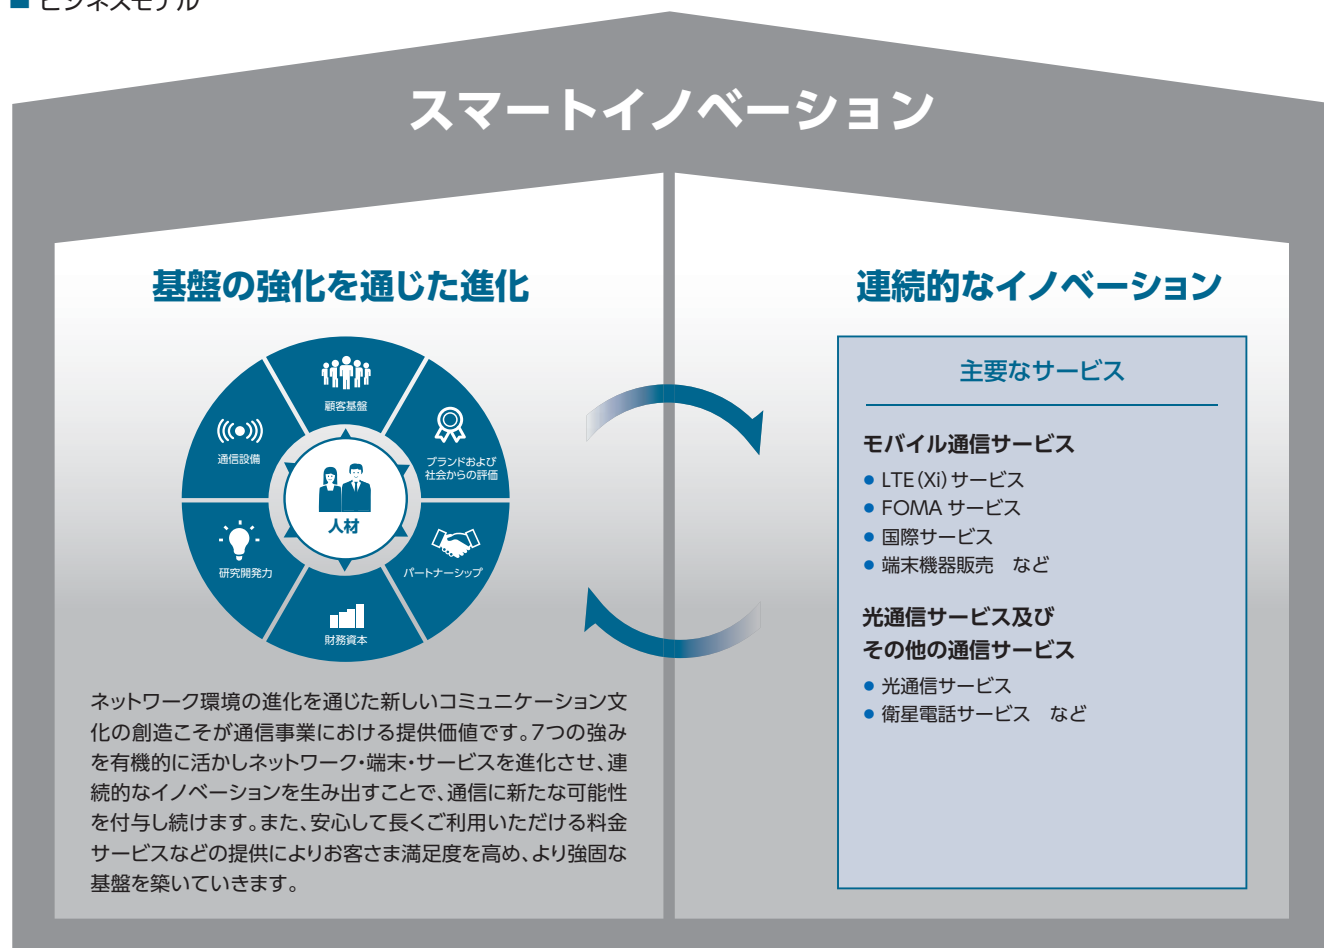 ビジネスモデル
スマートイノベーション
基盤の強化を通じた進化
顧客基盤
通信設備
ブランドおよび
社会からの評価
人材
研究開発力
パートナーシップ
財務資本
ネットワーク環境の進化を通じた新しいコミュニケーション文
化の創造こそが通信事業における提供価値です。7つの強み
を有機的に活かしネットワーク・端末・サービスを進化させ、連
続的なイノベーションを生み出すことで、通信に新たな可能性
を付与し続けます。また、安心して長くご利用いただける料金
サービスなどの提供によりお客さま満足度を高め、より強固な
基盤を築いていきます。
連続的なイノベーション
主要なサービス
モバイル通信サービス
● LTE(Xi)サービス
● FOMA サービス
● 国際サービス
● 端末機器販売　など
光通信サービス及び
その他の通信サービス
● 光通信サービス
● 衛星電話サービス　など